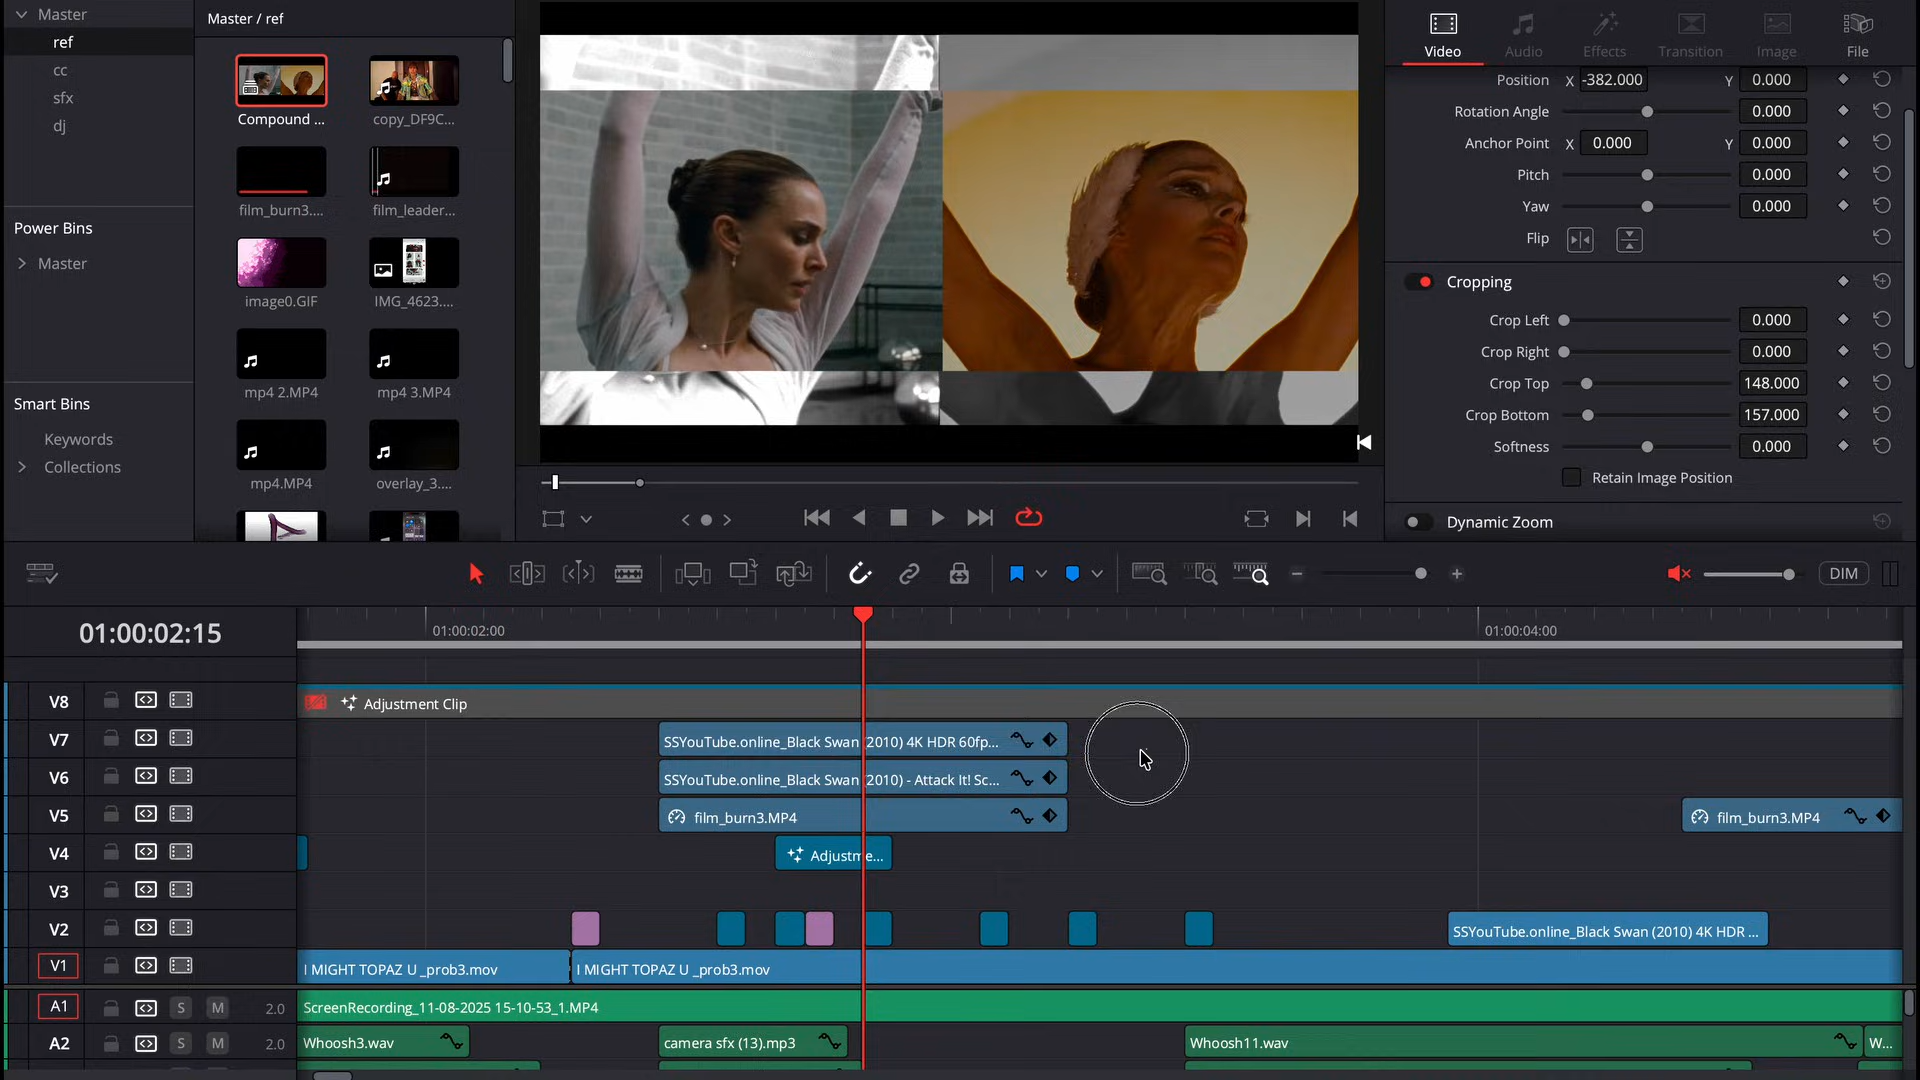 Master
ref
cc
sfx
dj
Power Bins
Master
Smart Bins
Keywords
Collections
Master / ref
Compound ...
copy_DF9C...
film_burn3....
film_leader...
image0.GIF
IMG_4623....
mp4 2.MP4
mp4 3.MP4
mp4.MP4
overlay_3....
Video
Audio
Effects
Transition
Image
File
Position X -382.000 Y 0.000
Rotation Angle 0.000
Anchor Point X 0.000 Y 0.000
Pitch 0.000
Yaw 0.000
Flip
Cropping
Crop Left 0.000
Crop Right 0.000
Crop Top 148.000
Crop Bottom 157.000
Softness 0.000
Retain Image Position
Dynamic Zoom
DIM
01:00:02:15
01:00:02:00
01:00:04:00
V8
Adjustment Clip
V7
SSYouTube.online_Black Swan (2010) 4K HDR 60fp...
V6
SSYouTube.online_Black Swan (2010) - Attack It! Sc...
V5
film_burn3.MP4
film_burn3.MP4
V4
Adjustme...
V3
V2
SSYouTube.online_Black Swan (2010) 4K HDR ...
V1
I MIGHT TOPAZ U _prob3.mov
I MIGHT TOPAZ U _prob3.mov
A1 S M 2.0
ScreenRecording_11-08-2025 15-10-53_1.MP4
A2 S M 2.0
Whoosh3.wav
camera sfx (13).mp3
Whoosh11.wav
W...